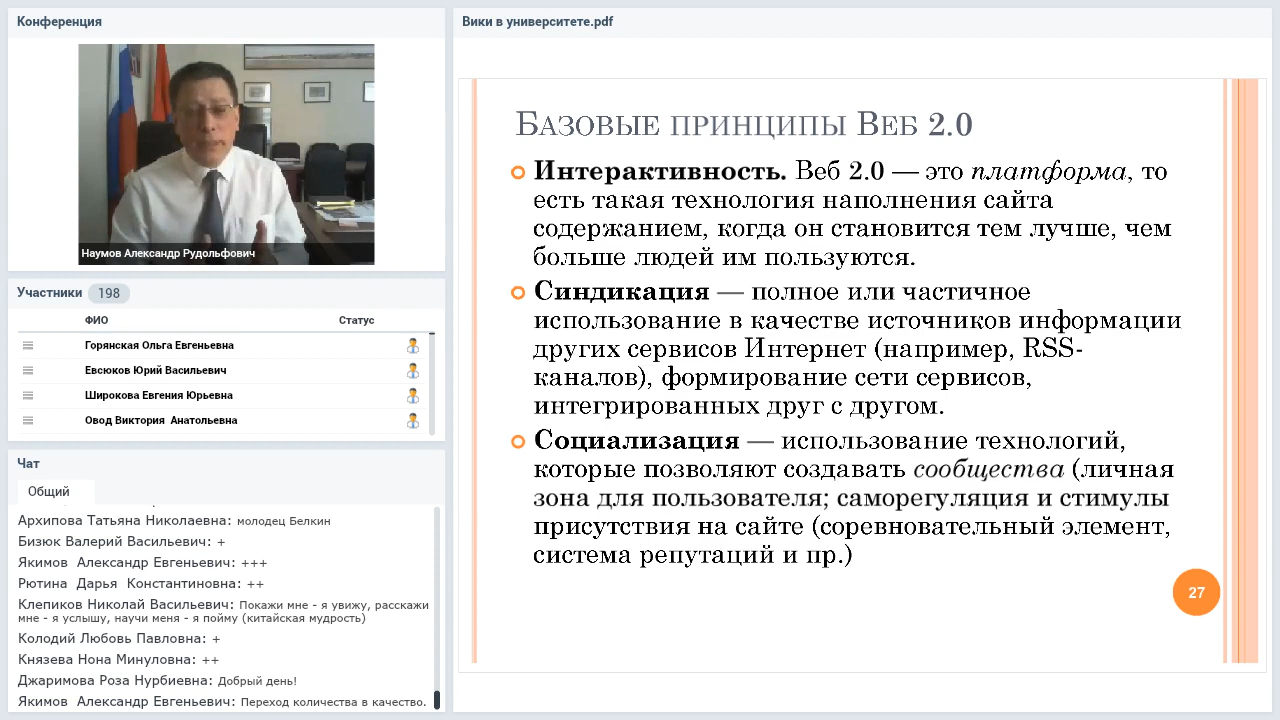 Конференция
Наумов Александр Рудольфович
Участники 198
ФИО Статус
Горянская Ольга Евгеньевна
Евсюков Юрий Васильевич
Широкова Евгения Юрьевна
Овод Виктория Анатольевна
Чат
Общий
Архипова Татьяна Николаевна: молодец Белкин
Бизюк Валерий Васильевич: +
Якимов Александр Евгеньевич: +++
Рютина Дарья Константиновна: ++
Клепиков Николай Васильевич: Покажи мне - я увижу, расскажи
мне - я услышу, научи меня - я пойму (китайская мудрость)
Колодий Любовь Павловна: +
Князева Нона Минуловна: ++
Джаримова Роза Нурбиевна: Добрый день!
Якимов Александр Евгеньевич: Переход количества в качество.
Вики в университете.pdf
Базовые принципы Веб 2.0
Интерактивность. Веб 2.0 — это платформа, то
есть такая технология наполнения сайта
содержанием, когда он становится тем лучше, чем
больше людей им пользуются.
Синдикация — полное или частичное
использование в качестве источников информации
других сервисов Интернет (например, RSS-
каналов), формирование сети сервисов,
интегрированных друг с другом.
Социализация — использование технологий,
которые позволяют создавать сообщества (личная
зона для пользователя; саморегуляция и стимулы
присутствия на сайте (соревновательный элемент,
система репутаций и пр.)
27